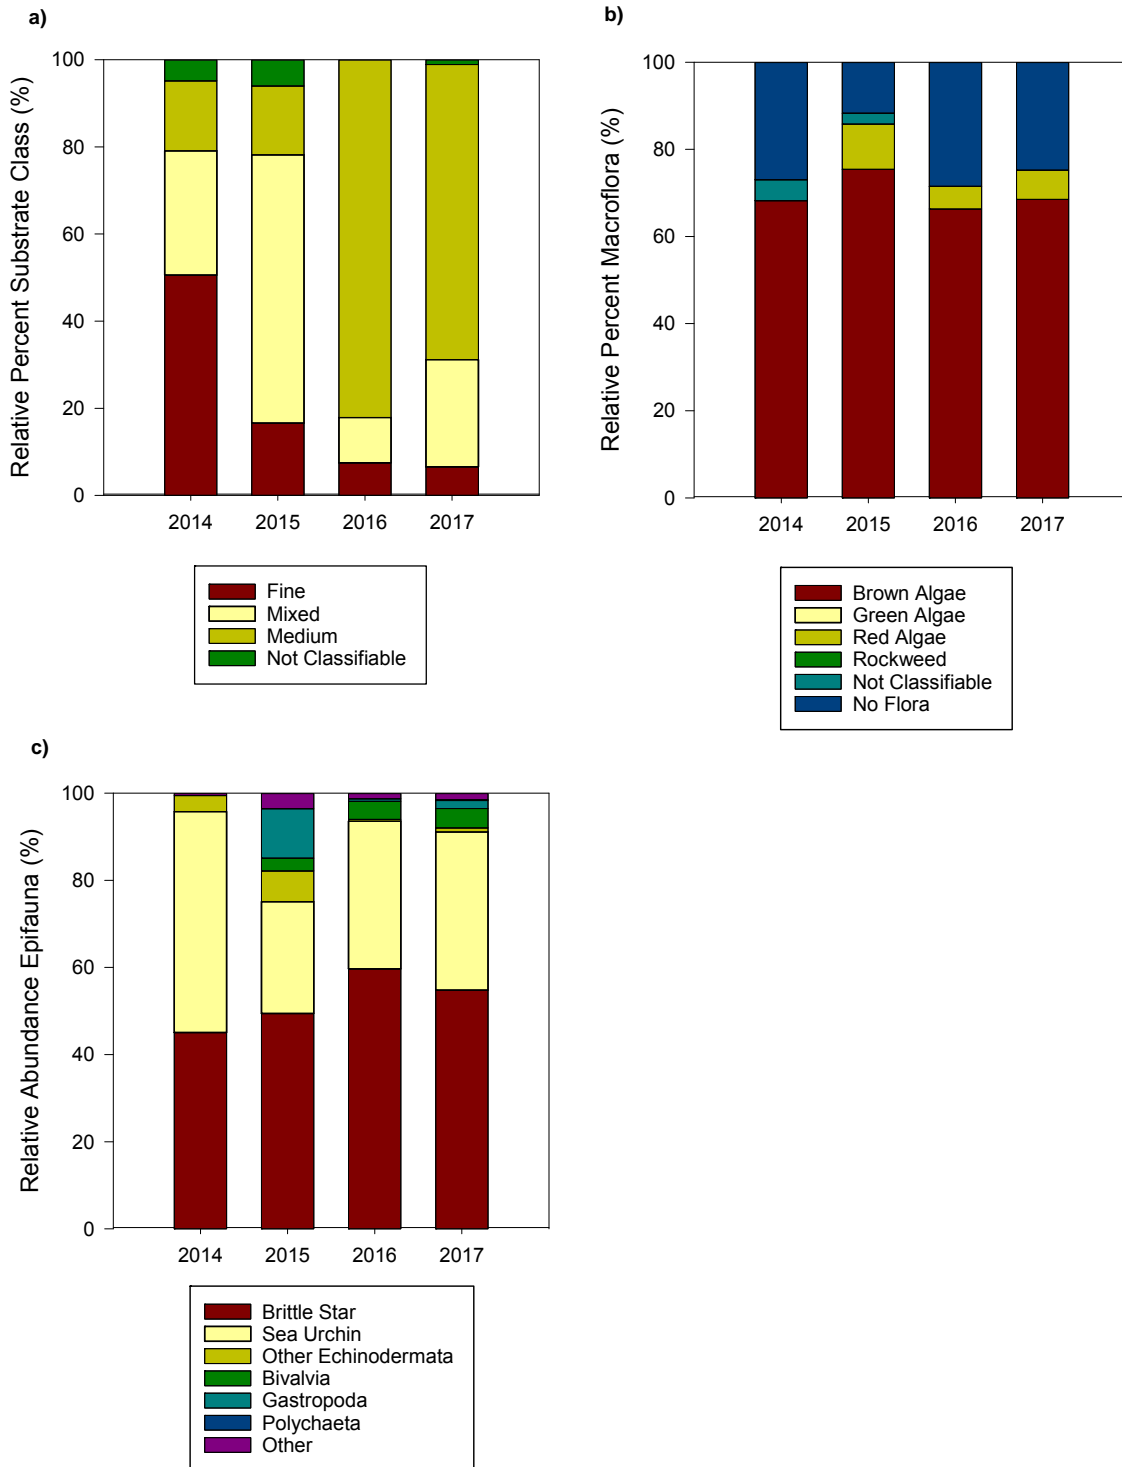 a)
Relative Percent Substrate Class (%)
100
80
60
40
20
0
2014 2015 2016 2017
Fine
Mixed
Medium
Not Classifiable
b)
Relative Percent Macroflora (%)
100
80
60
40
20
0
2014 2015 2016 2017
Brown Algae
Green Algae
Red Algae
Rockweed
Not Classifiable
No Flora
c)
Relative Abundance Epifauna (%)
100
80
60
40
20
0
2014 2015 2016 2017
Brittle Star
Sea Urchin
Other Echinodermata
Bivalvia
Gastropoda
Polychaeta
Other